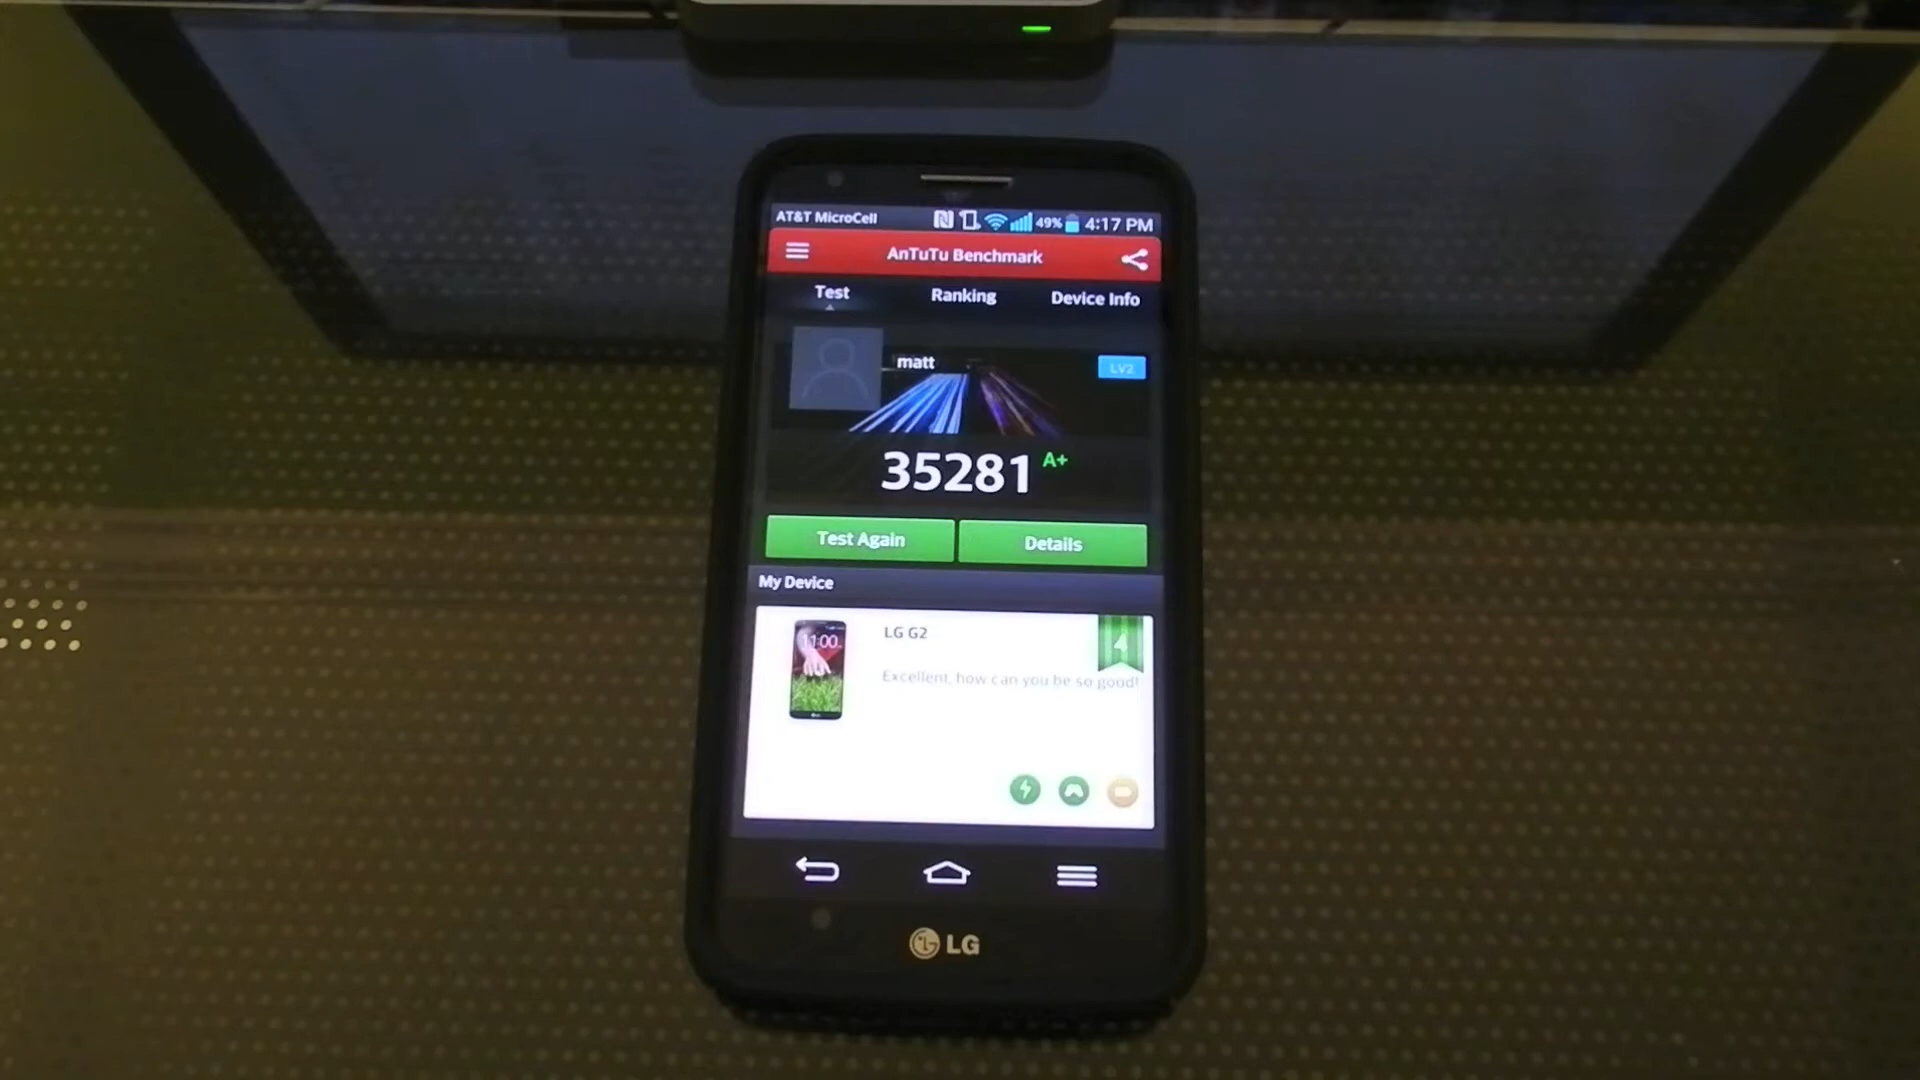 AT&T MicroCell 49% 4:17 PM
AnTuTu Benchmark
Test Ranking Device Info
matt LV2
35281 A+
Test Again Details
My Device
11:00
LG G2
Excellent, how can you be so good!
LG